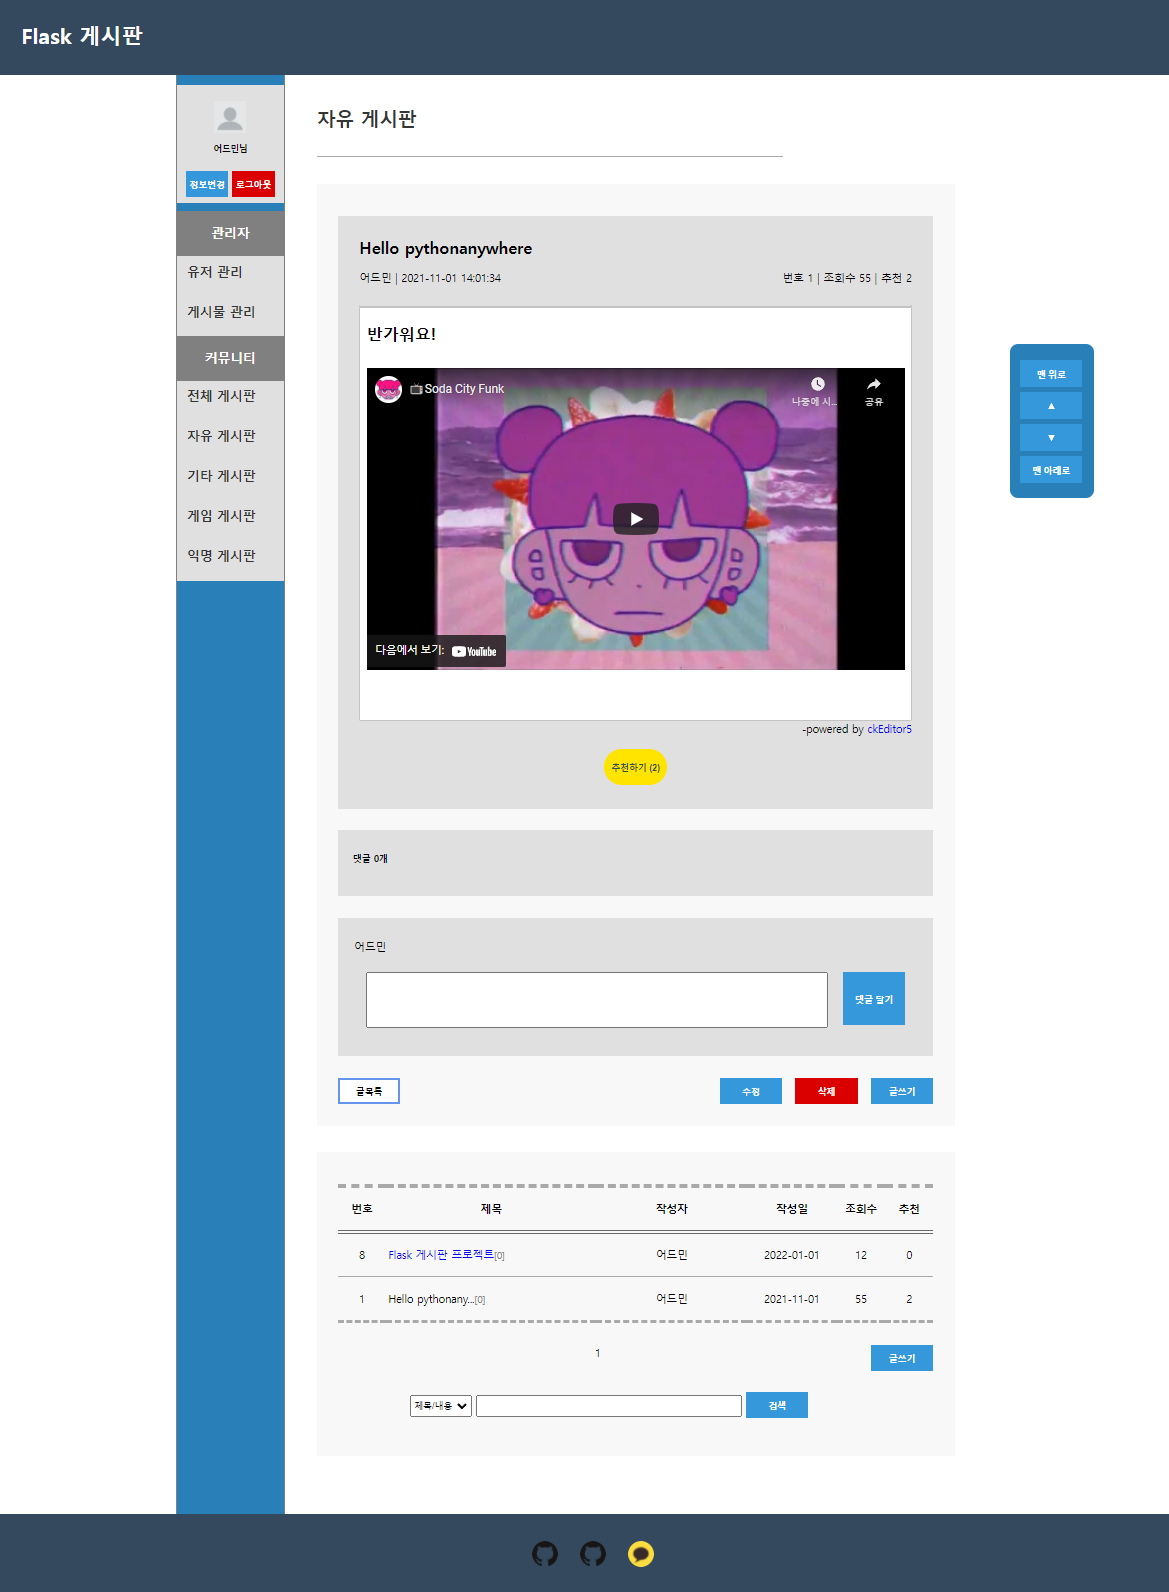 Flask 게시판
어드민님
정보변경 로그아웃
관리자
유저 관리
게시물 관리
커뮤니티
전체 게시판
자유 게시판
기타 게시판
게임 게시판
익명 게시판
자유 게시판
Hello pythonanywhere
어드민 | 2021-11-01 14:01:34 번호 1 | 조회수 55 | 추천 2
반가워요!
📺Soda City Funk
나중에 시... 공유
다음에서 보기: YouTube
-powered by ckEditor5
추천하기 (2)
댓글 0개
어드민
댓글 달기
글목록 수정 삭제 글쓰기
번호 제목 작성자 작성일 조회수 추천
8 Flask 게시판 프로젝트[0] 어드민 2022-01-01 12 0
1 Hello pythonany...[0] 어드민 2021-11-01 55 2
1 글쓰기
제목/내용 검색
맨 위로
▲
▼
맨 아래로